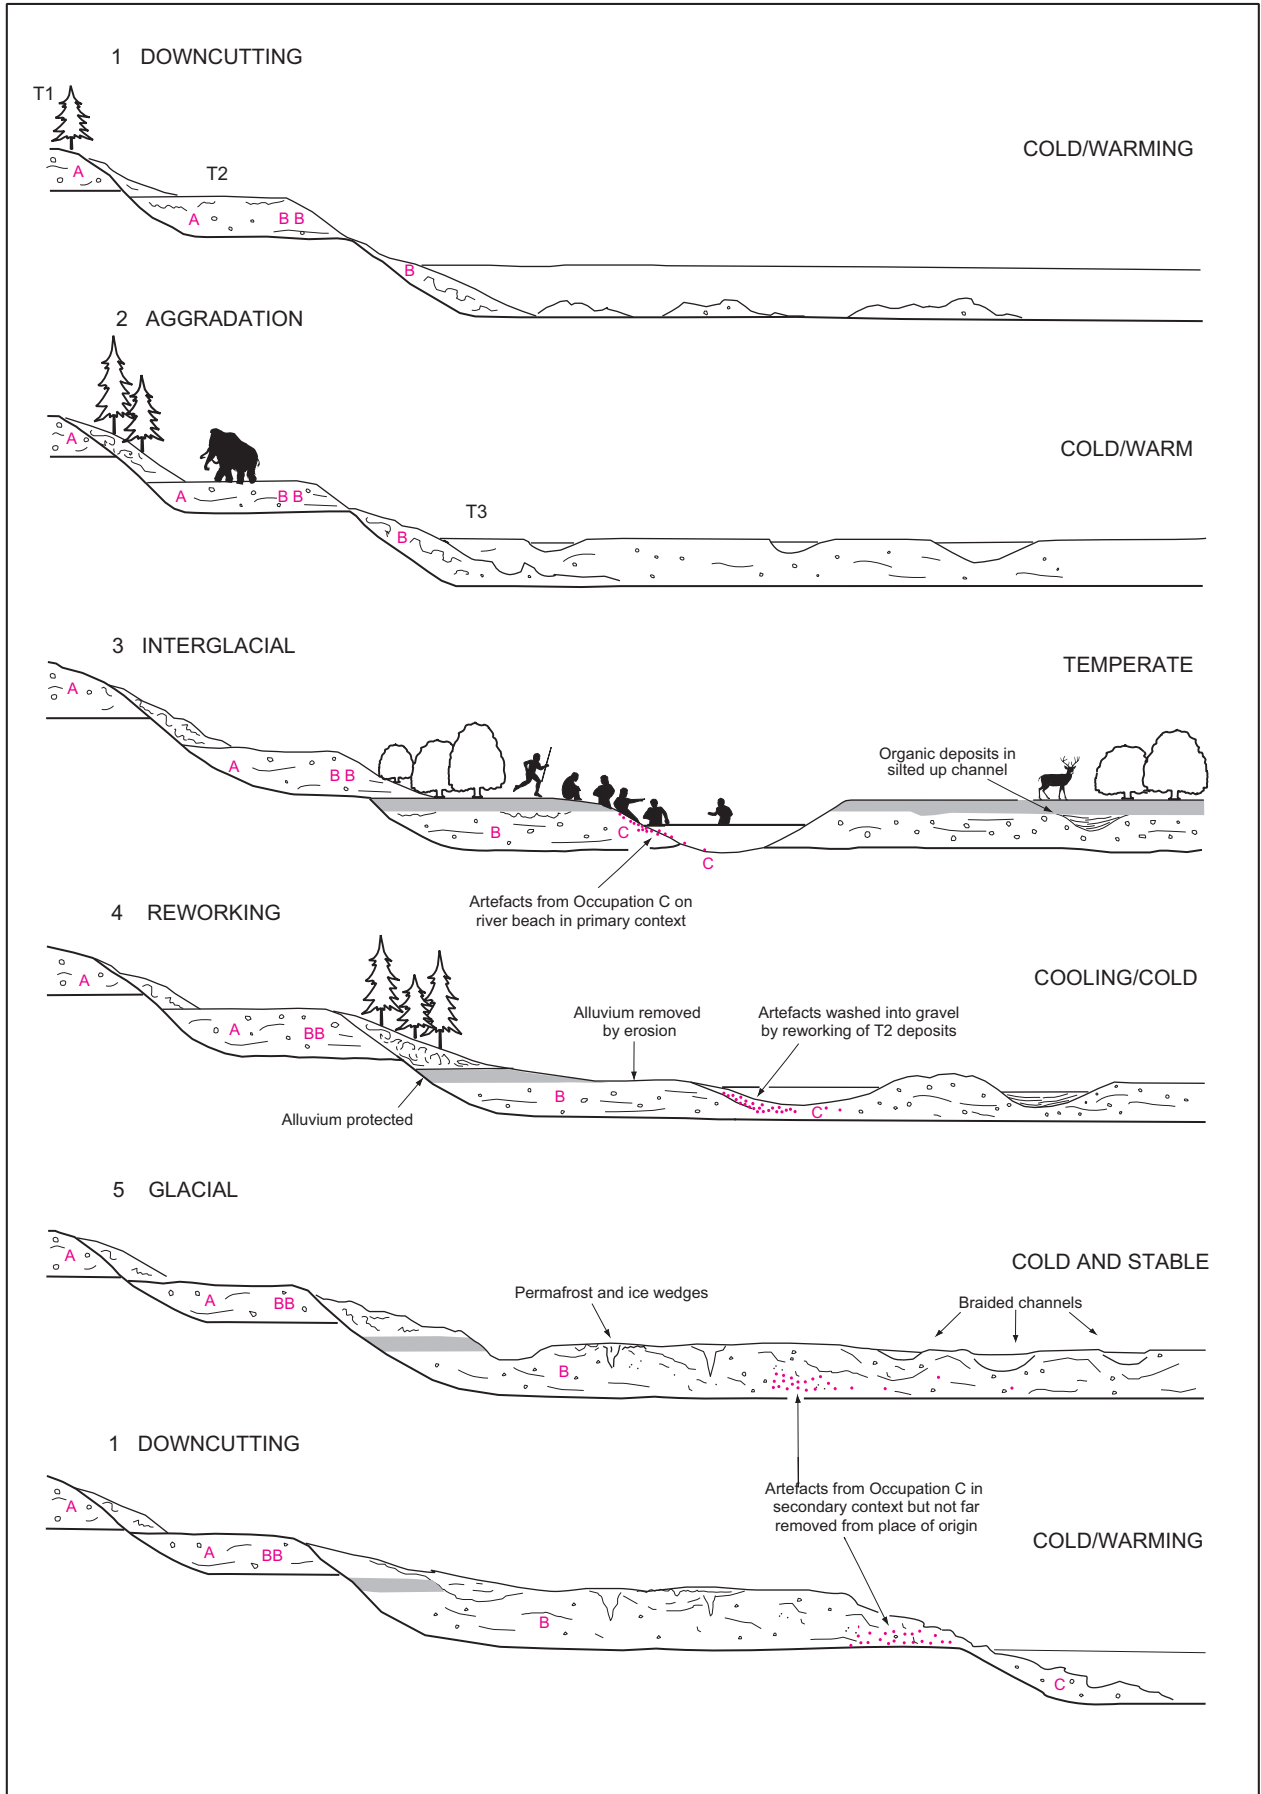 1 DOWNCUTTING
T1
COLD/WARMING
A
T2
A
B B
B
2 AGGRADATION
A
COLD/WARM
A
B B
T3
B
3 INTERGLACIAL
TEMPERATE
A
Organic deposits in
silted up channel
A
B B
B
C
C
Artefacts from Occupation C on
river beach in primary context
4 REWORKING
COOLING/COLD
A
Alluvium removed
by erosion
Artefacts washed into gravel
by reworking of T2 deposits
A
BB
B
C
Alluvium protected
5 GLACIAL
A
COLD AND STABLE
Permafrost and ice wedges
Braided channels
A
BB
B
1 DOWNCUTTING
Artefacts from Occupation C in
secondary context but not far
removed from place of origin
A
COLD/WARMING
A
BB
B
C